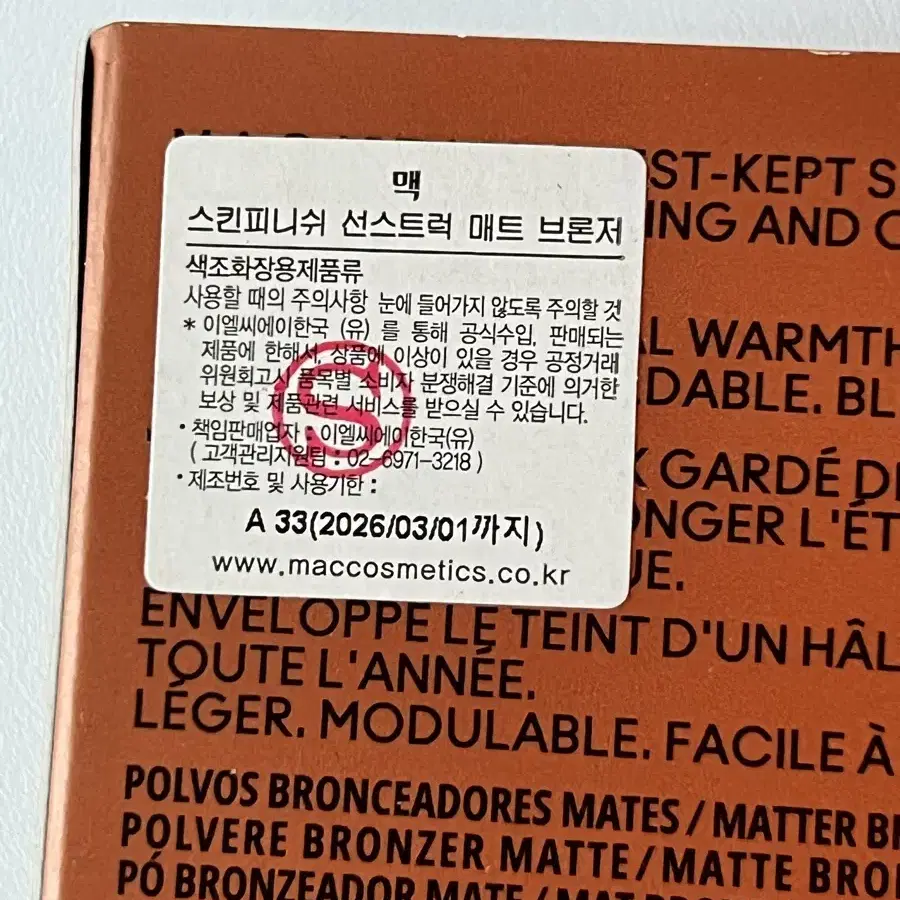 맥
스킨피니쉬 선스트럭 매트 브론저
색조화장용제품류
사용할 때의 주의사항 눈에 들어가지 않도록 주의할 것
* 이엘씨에이한국 (유) 를 통해 공식수입, 판매되는
제품에 한해서, 상품에 이상이 있을 경우 공정거래
위원회고시 품목별 소비자 분쟁해결 기준에 의거한
보상 및 제품관련 서비스를 받으실 수 있습니다.
• 책임판매업자 : 이엘씨에이한국(유)
( 고객관리지원팀 : 02-6971-3218 )
• 제조번호 및 사용기한 :
A 33(2026/03/01까지)
www.maccosmetics.co.kr
S
EST-KEPT S
ING AND
AL WARMTH
DABLE. BL
GARDÉ DE
ONGER L'ÉT
UE.
ENVELOPPE LE TEINT D'UN HÂL
TOUTE L'ANNÉE.
LÉGER. MODULABLE. FACILE À
POLVOS BRONCEADORES MATES / MATTER BR
POLVERE BRONZER MATTE / MATTE BRO
PÓ BRONZEADOR MATE / MAT BRO